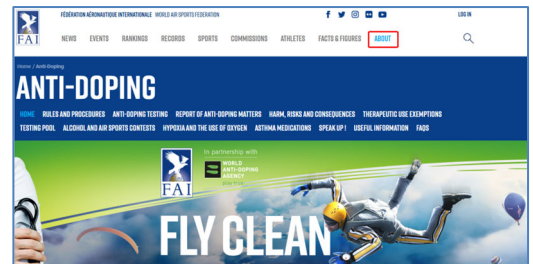 FÉDÉRATION AÉRONAUTIQUE INTERNATIONALE WORLD AIR SPORTS FEDERATION
LOG IN
FAI
NEWS EVENTS RANKINGS RECORDS SPORTS COMMISSIONS ATHLETES FACTS & FIGURES ABOUT
Home / Anti-Doping
ANTI-DOPING
HOME RULES AND PROCEDURES ANTI-DOPING TESTING REPORT OF ANTI-DOPING MATTERS HARM, RISKS AND CONSEQUENCES THERAPEUTIC USE EXEMPTIONS
TESTING POOL ALCOHOL AND AIR SPORTS CONTESTS HYPOXIA AND THE USE OF OXYGEN ASTHMA MEDICATIONS SPEAK UP ! USEFUL INFORMATION FAQS
In partnership with
WORLD
ANTI-DOPING
AGENCY
play true
FAI
FLY CLEAN